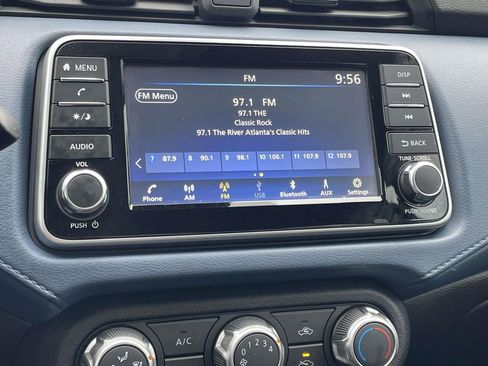 MENU
AUDIO
VOL
PUSH
FM
9:56
FM Menu
97.1 FM
97.1 THE
Classic Rock
97.1 The River Atlanta's Classic Hits
7 87.9 8 90.1 9 98.1 10 106.1 11 107.9 12 107.9
Phone AM FM USB Bluetooth AUX Settings
DISP
BACK
TUNE-SCROLL
PUSH SOUND
A/C
0
4